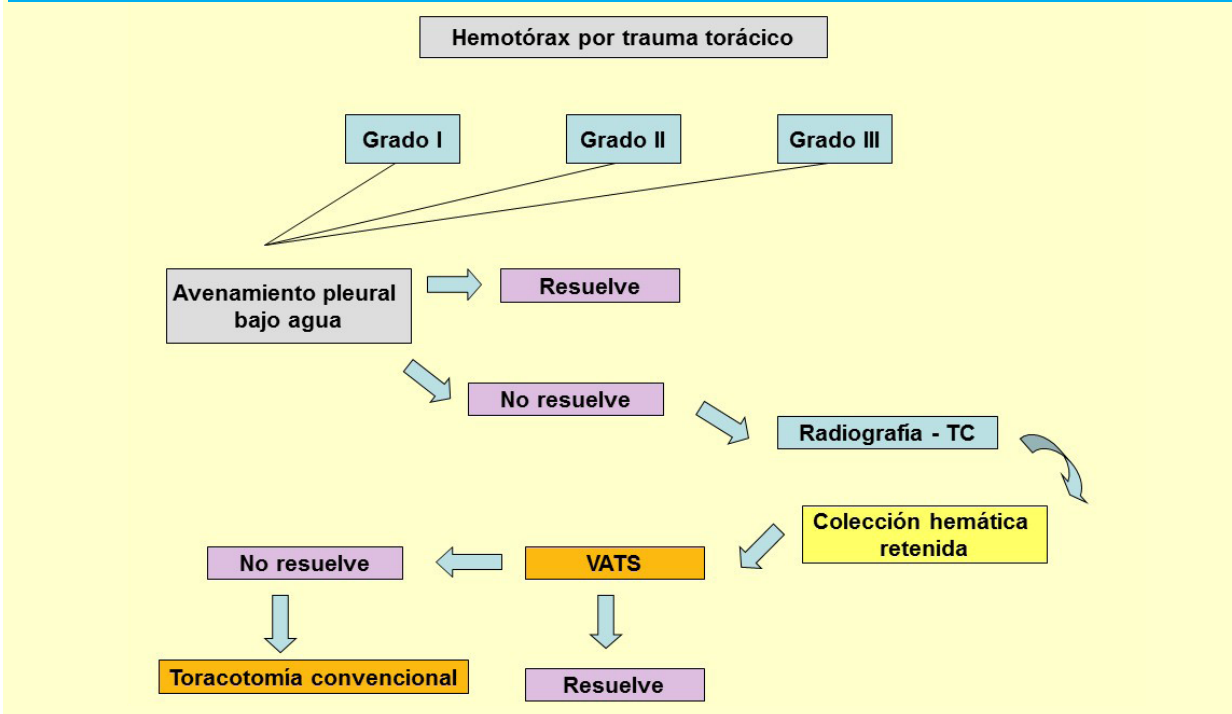 Hemotórax por trauma torácico
Grado I
Grado II
Grado III
Avenamiento pleural
bajo agua
Resuelve
No resuelve
Radiografía - TC
Colección hemática
retenida
No resuelve
VATS
Toracotomía convencional
Resuelve